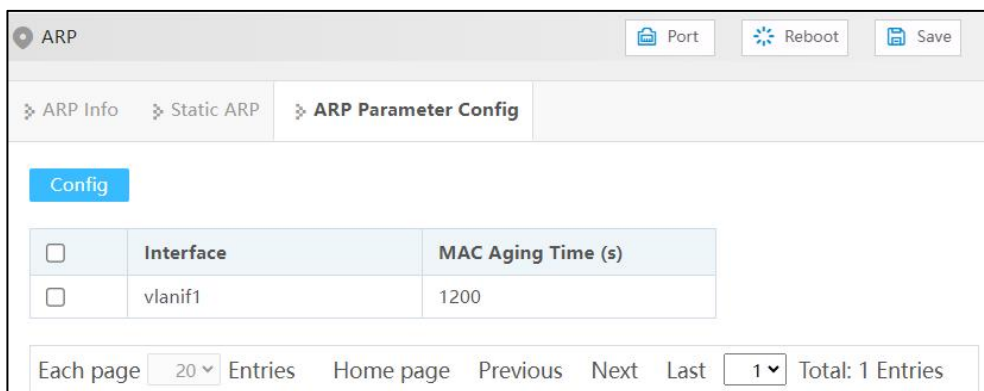 ARP Port Reboot Save
ARP Info Static ARP ARP Parameter Config
Config
Interface MAC Aging Time (s)
vlanif1 1200
Each page 20 Entries Home page Previous Next Last 1 Total: 1 Entries